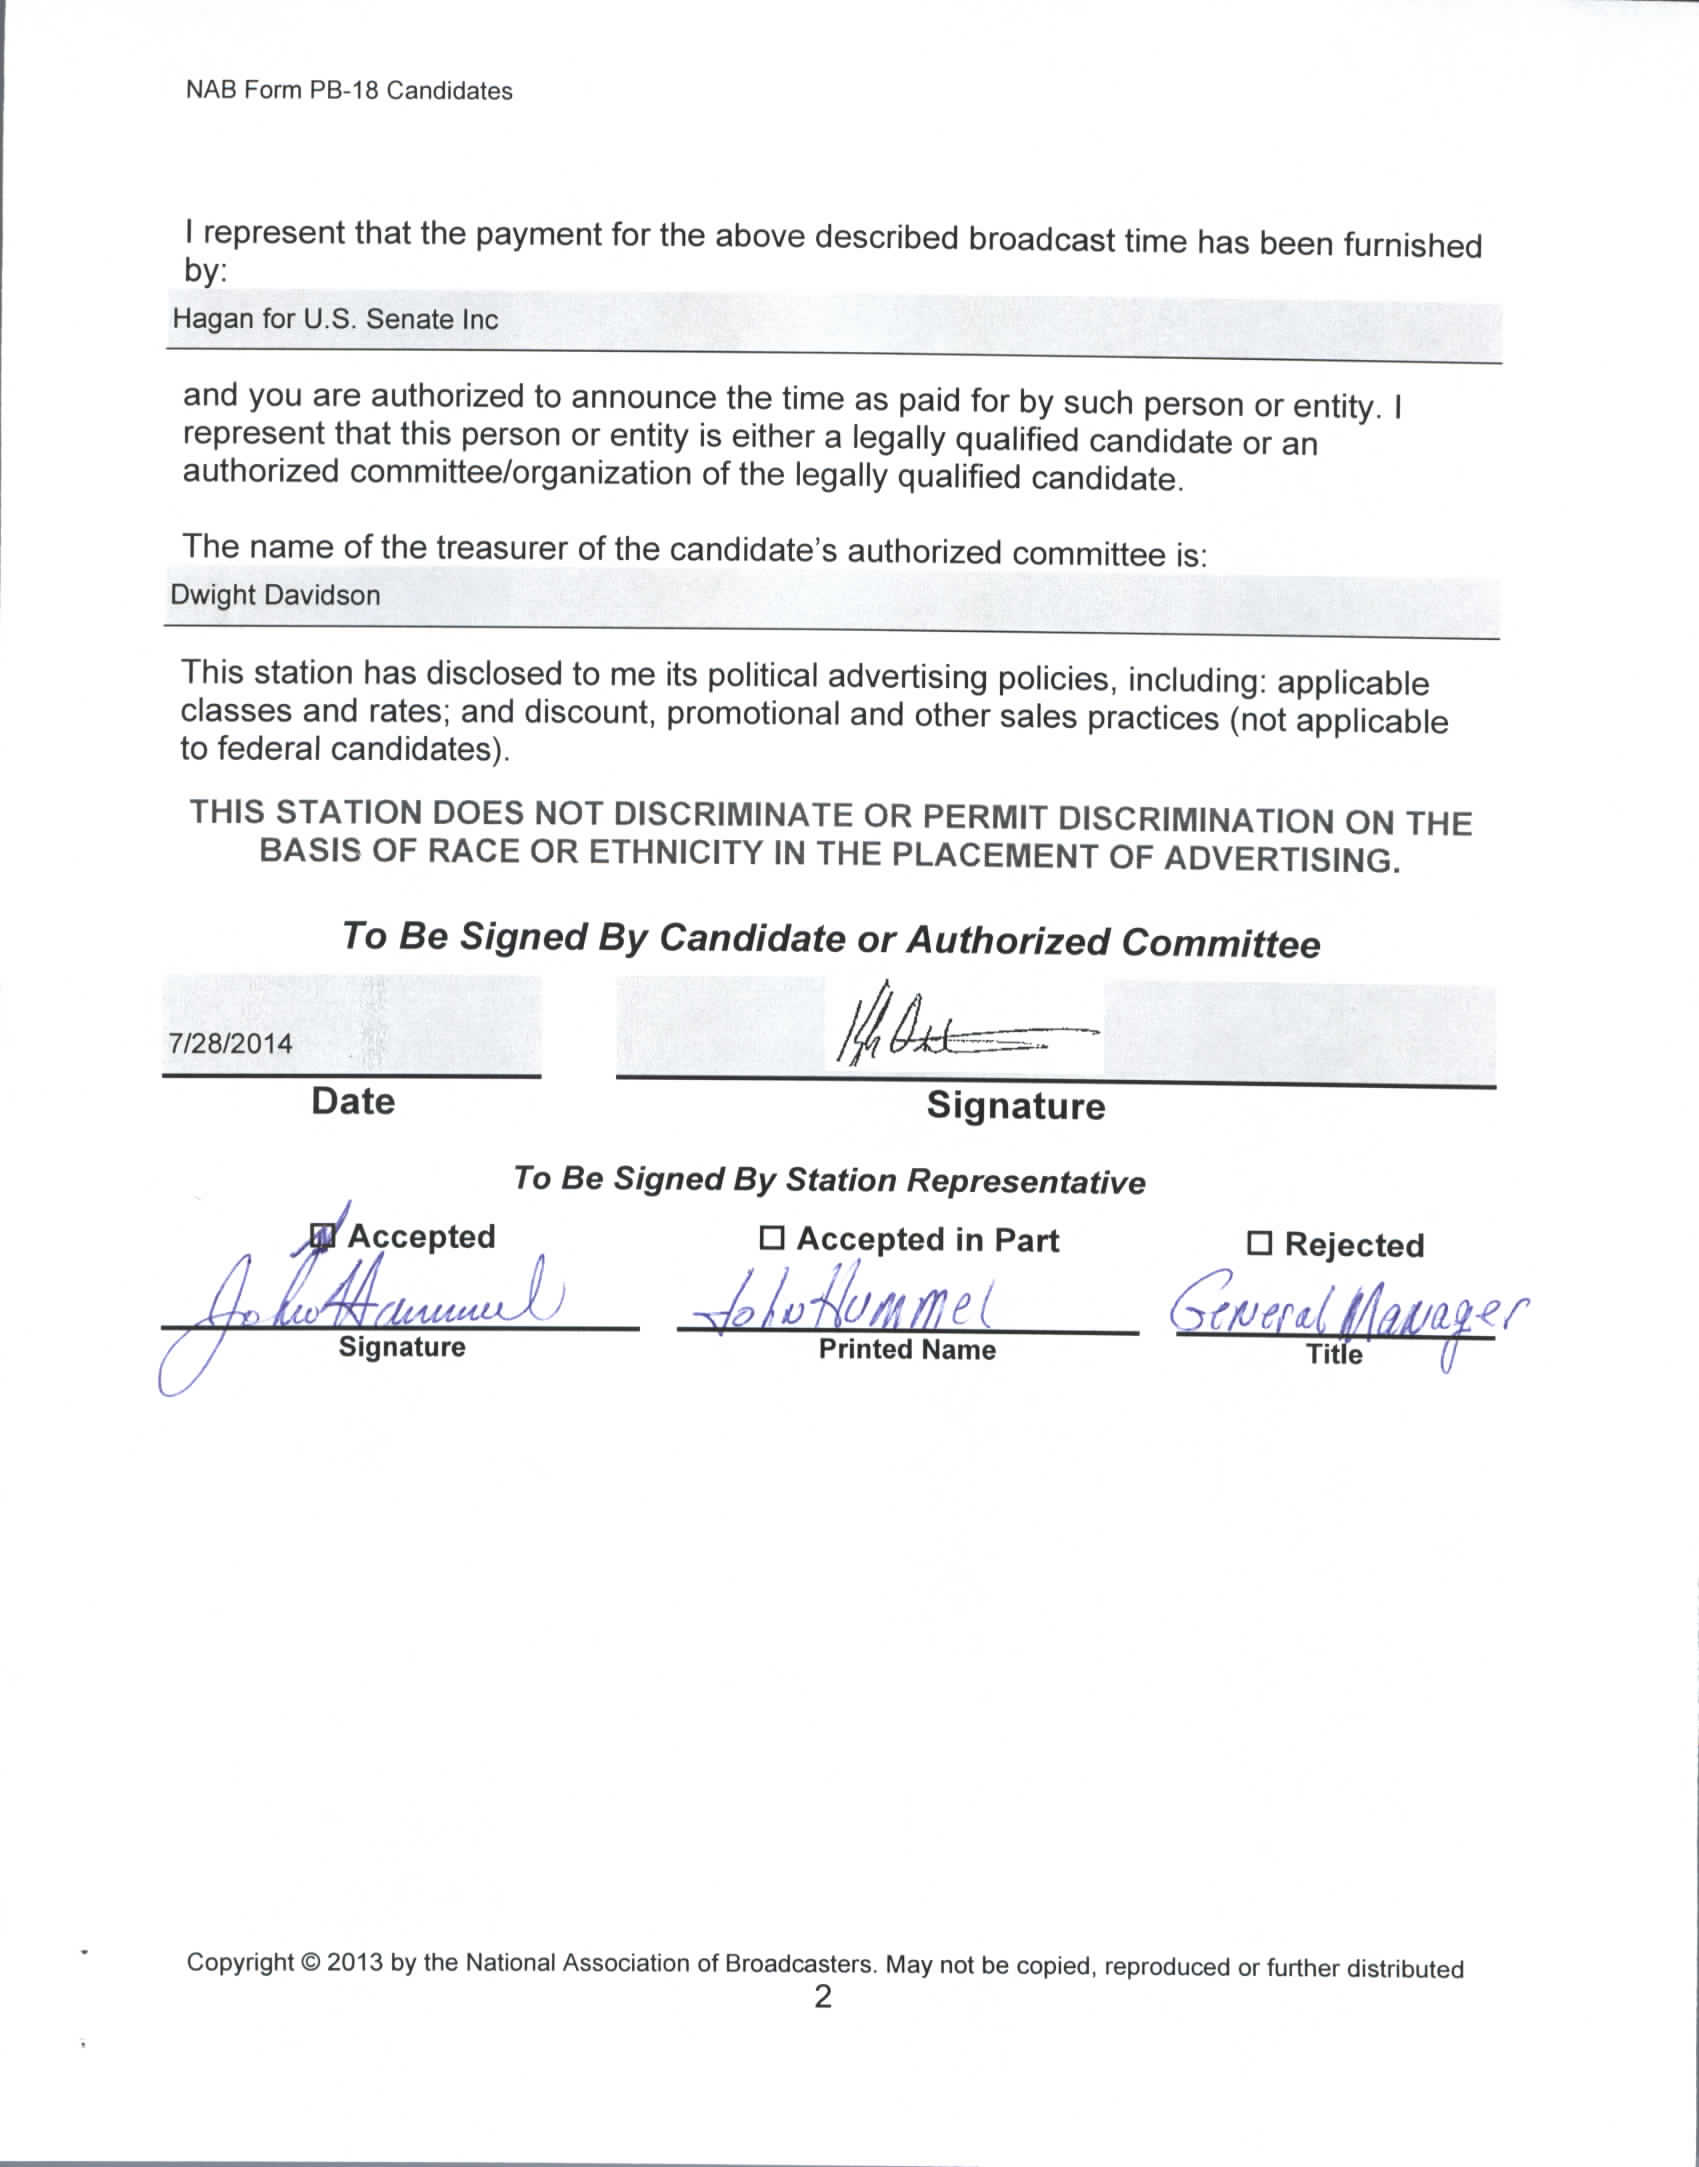 NAB Form PB-18 Candidates
I represent that the payment for the above described broadcast time has been furnished
by:
Hagan for U.S. Senate Inc
and you are authorized to announce the time as paid for by such person or entity. I
represent that this person or entity is either a legally qualified candidate or an
authorized committee/organization of the legally qualified candidate.
The name of the treasurer of the candidate's authorized committee is:
Dwight Davidson
This station has disclosed to me its political advertising policies, including: applicable
classes and rates; and discount, promotional and other sales practices (not applicable
to federal candidates).
THIS STATION DOES NOT DISCRIMINATE OR PERMIT DISCRIMINATION ON THE
BASIS OF RACE OR ETHNICITY IN THE PLACEMENT OF ADVERTISING.
To Be Signed By Candidate or Authorized Committee
7/28/2014
Date Signature
To Be Signed By Station Representative
☑ Accepted ☐ Accepted in Part ☐ Rejected
John Hummel John Hummel General Manager
Signature Printed Name Title
Copyright © 2013 by the National Association of Broadcasters. May not be copied, reproduced or further distributed
2